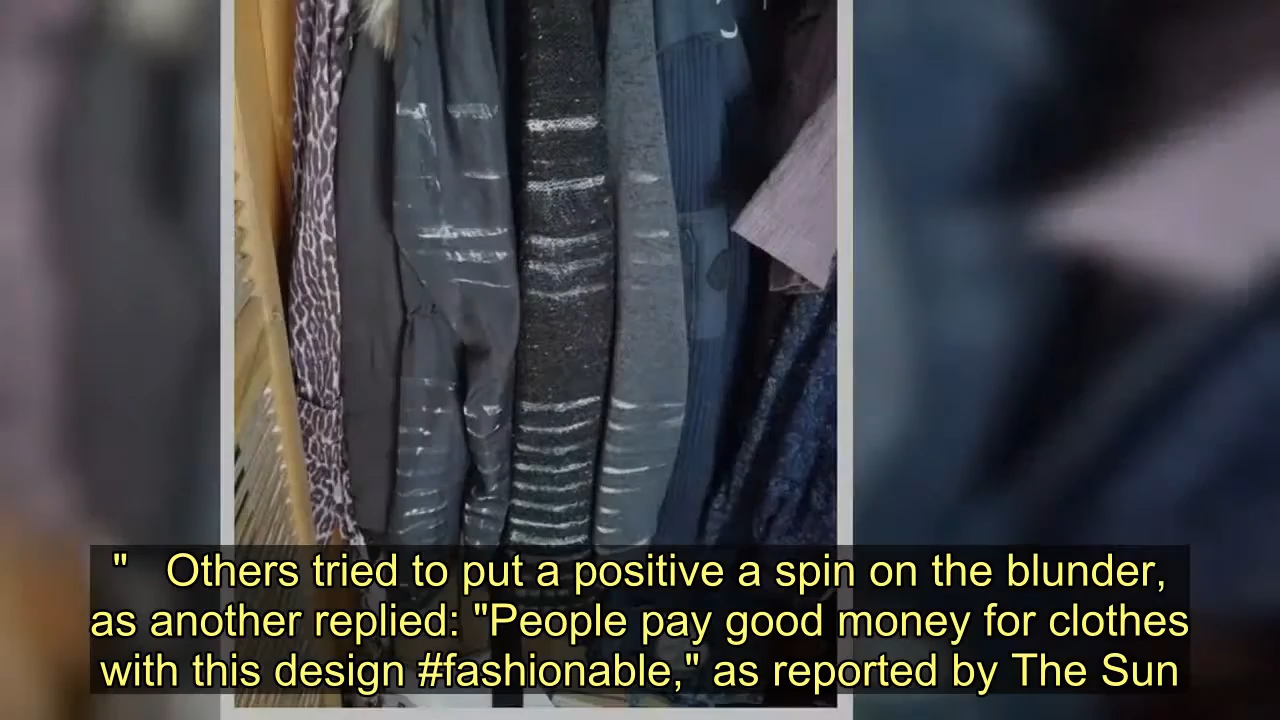 "   Others tried to put a positive a spin on the blunder,
as another replied: "People pay good money for clothes
with this design #fashionable," as reported by The Sun